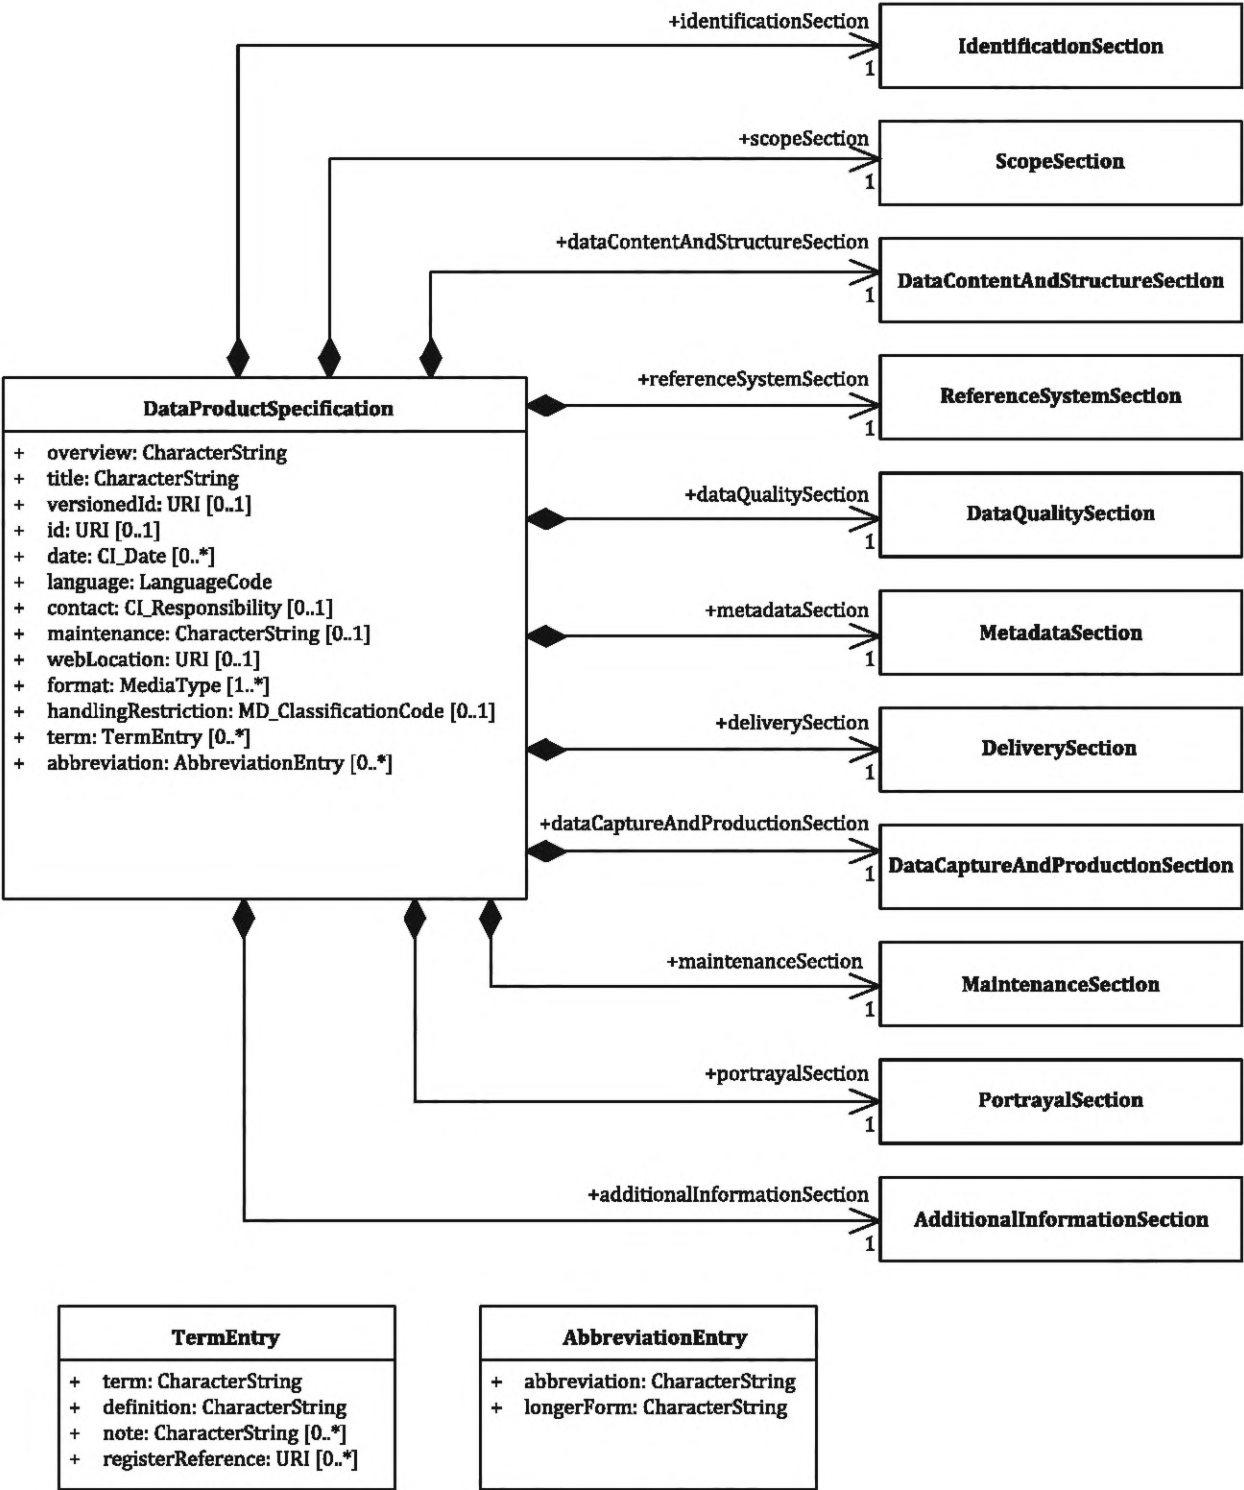 +identificationSection
1
IdentificationSection
+scopeSection
1
ScopeSection
+dataContentAndStructureSection
1
DataContentAndStructureSection
+referenceSystemSection
1
ReferenceSystemSection
+dataQualitySection
1
DataQualitySection
+metadataSection
1
MetadataSection
+deliverySection
1
DeliverySection
+dataCaptureAndProductionSection
1
DataCaptureAndProductionSection
+maintenanceSection
1
MaintenanceSection
+portrayalSection
1
PortrayalSection
+additionalInformationSection
1
AdditionalInformationSection
DataProductSpecification
+ overview: CharacterString
+ title: CharacterString
+ versionedId: URI [0..1]
+ id: URI [0..1]
+ date: CI_Date [0..*]
+ language: LanguageCode
+ contact: CI_Responsibility [0..1]
+ maintenance: CharacterString [0..1]
+ webLocation: URI [0..1]
+ format: MediaType [1..*]
+ handlingRestriction: MD_ClassificationCode [0..1]
+ term: TermEntry [0..*]
+ abbreviation: AbbreviationEntry [0..*]
TermEntry
+ term: CharacterString
+ definition: CharacterString
+ note: CharacterString [0..*]
+ registerReference: URI [0..*]
AbbreviationEntry
+ abbreviation: CharacterString
+ longerForm: CharacterString